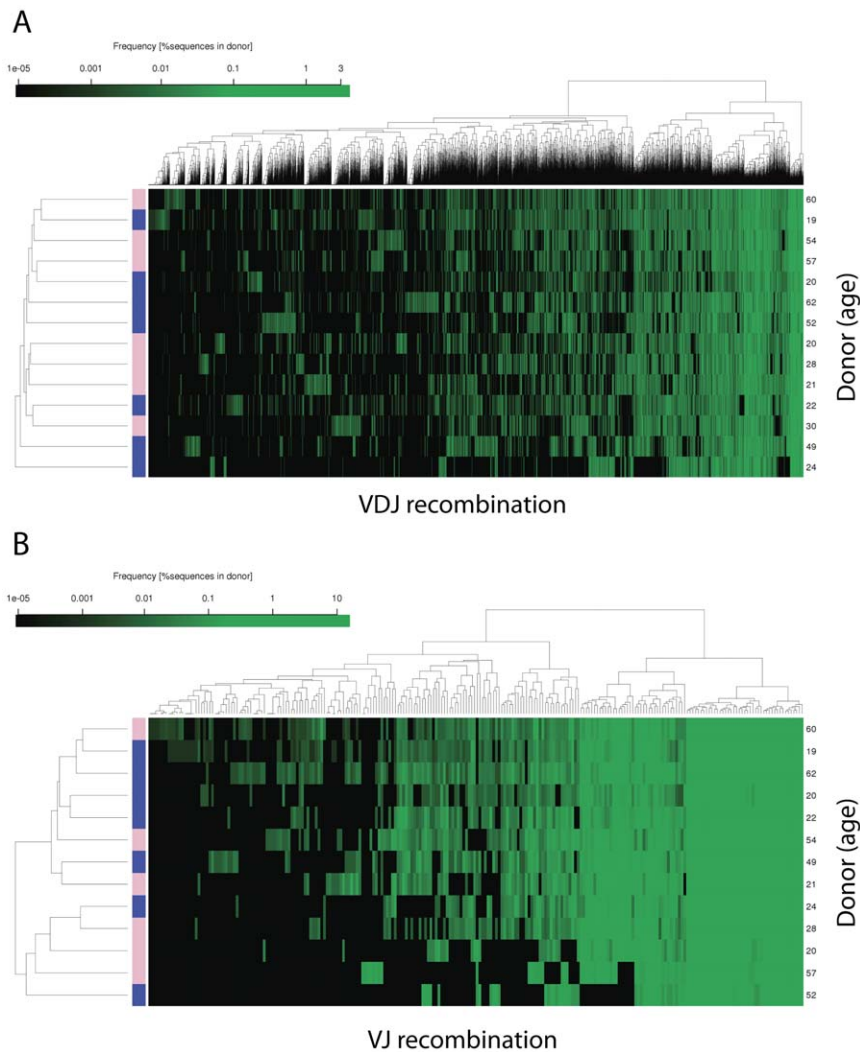 A
Frequency [%sequences in donor]
1e-05 0.001 0.1 1 3
60
19
54
57
20
62
52
20
28
21
22
30
49
24
Donor (age)
VDJ recombination
B
Frequency [%sequences in donor]
1e-05 0.001 0.01 0.1 1 10
60
19
62
20
22
54
49
21
24
28
20
57
52
Donor (age)
VJ recombination